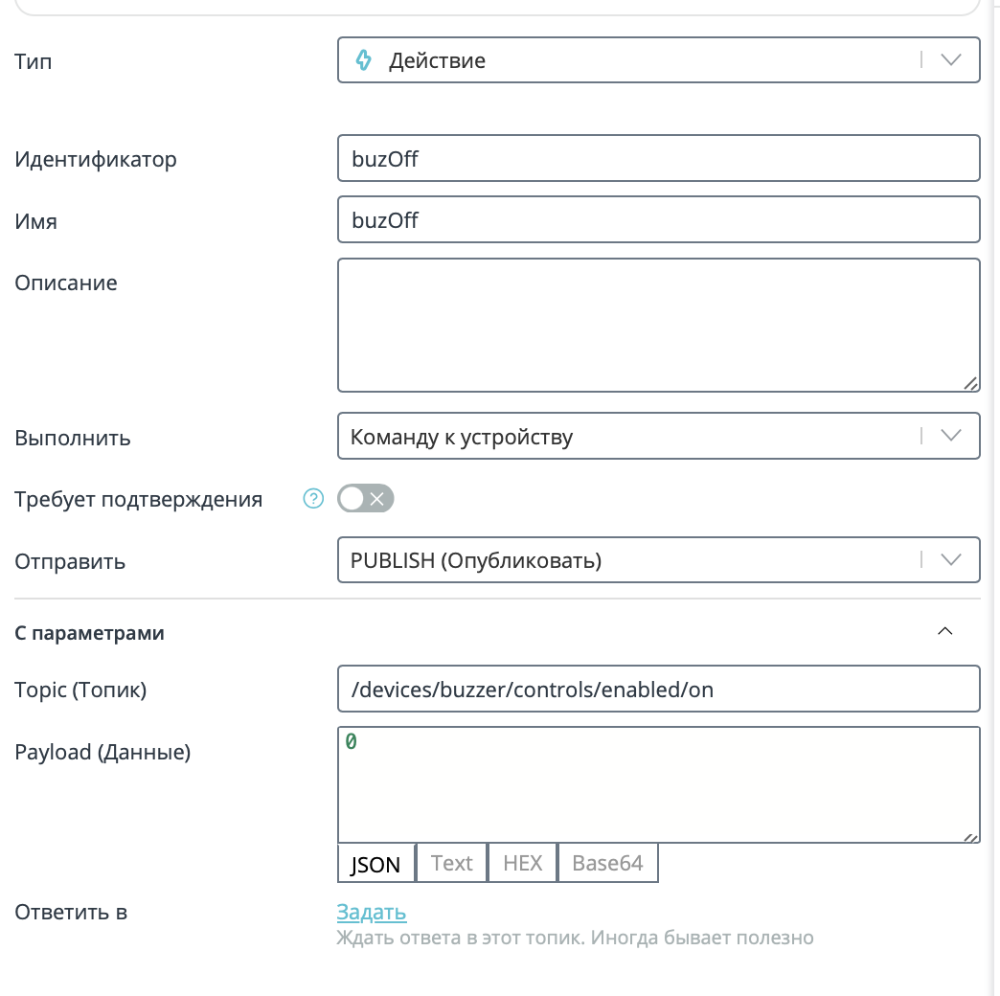 Тип
Действие
Идентификатор
buzOff
Имя
buzOff
Описание
Выполнить
Команду к устройству
Требует подтверждения
?
Отправить
PUBLISH (Опубликовать)
С параметрами
Topic (Топик)
/devices/buzzer/controls/enabled/on
Payload (Данные)
0
JSON Text HEX Base64
Ответить в
Задать
Ждать ответа в этот топик. Иногда бывает полезно